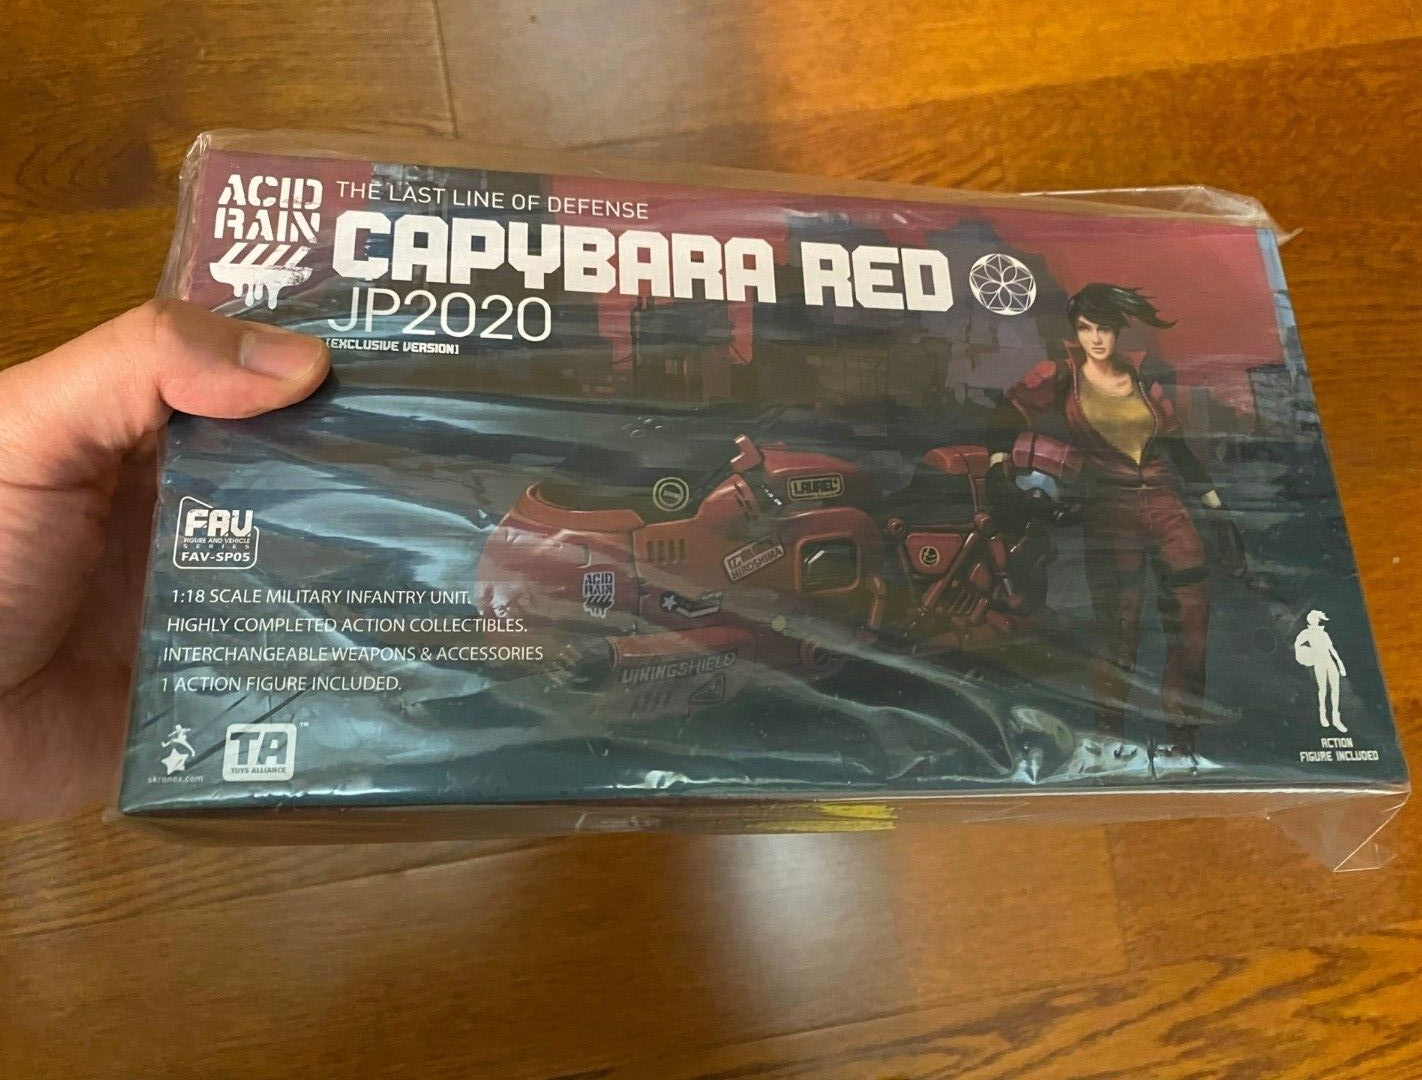 ACID RAIN
THE LAST LINE OF DEFENSE
CAPYBARA RED
JP2020
[EXCLUSIVE VERSION]
LAUREL
HIROSHIMA
ACID RAIN
VIKINGSHIELD
FAV
FIGURE AND VEHICLE
SERIES
FAV-SP05
1:18 SCALE MILITARY INFANTRY UNIT.
HIGHLY COMPLETED ACTION COLLECTIBLES.
INTERCHANGEABLE WEAPONS & ACCESSORIES
1 ACTION FIGURE INCLUDED.
skronex.com
TA™
TOYS ALLIANCE
ACTION
FIGURE INCLUDED